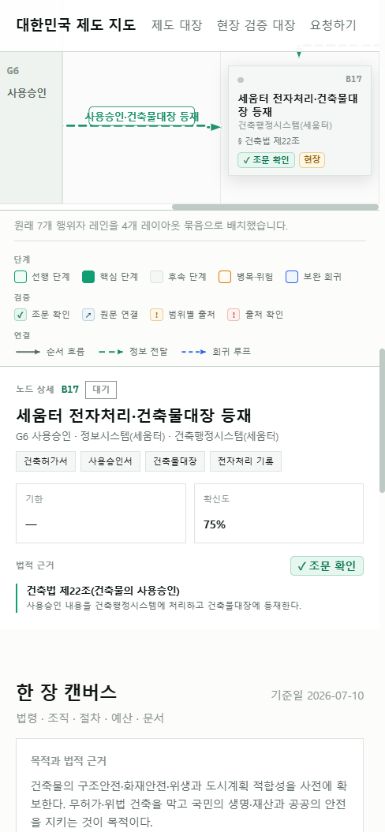 대한민국 제도 지도 제도 대장 현장 검증 대장 요청하기
G6
사용승인
사용승인·건축물대장 등재
B17
세움터 전자처리·건축물대
장 등재
건축행정시스템(세움터)
§ 건축법 제22조
✓ 조문 확인 현장
원래 7개 행위자 레인을 4개 레이아웃 묶음으로 배치했습니다.
단계
선행 단계 핵심 단계 후속 단계 병목·위험 보완 회귀
검증
✓ 조문 확인 ↗ 원문 연결 ! 범위별 출처 ! 출처 확인
연결
순서 흐름 정보 전달 회귀 루프
노드 상세 B17 대기
세움터 전자처리·건축물대장 등재
G6 사용승인 · 정보시스템(세움터) · 건축행정시스템(세움터)
건축허가서 사용승인서 건축물대장 전자처리 기록
기한 확신도
— 75%
법적 근거 ✓ 조문 확인
건축법 제22조(건축물의 사용승인)
사용승인 내용을 건축행정시스템에 처리하고 건축물대장에 등재한다.
한 장 캔버스 기준일 2026-07-10
법령 · 조직 · 절차 · 예산 · 문서
목적과 법적 근거
건축물의 구조안전·화재안전·위생과 도시계획 적합성을 사전에 확
보한다. 무허가·위법 건축을 막고 국민의 생명·재산과 공공의 안전
을 지키는 것이 목적이다.